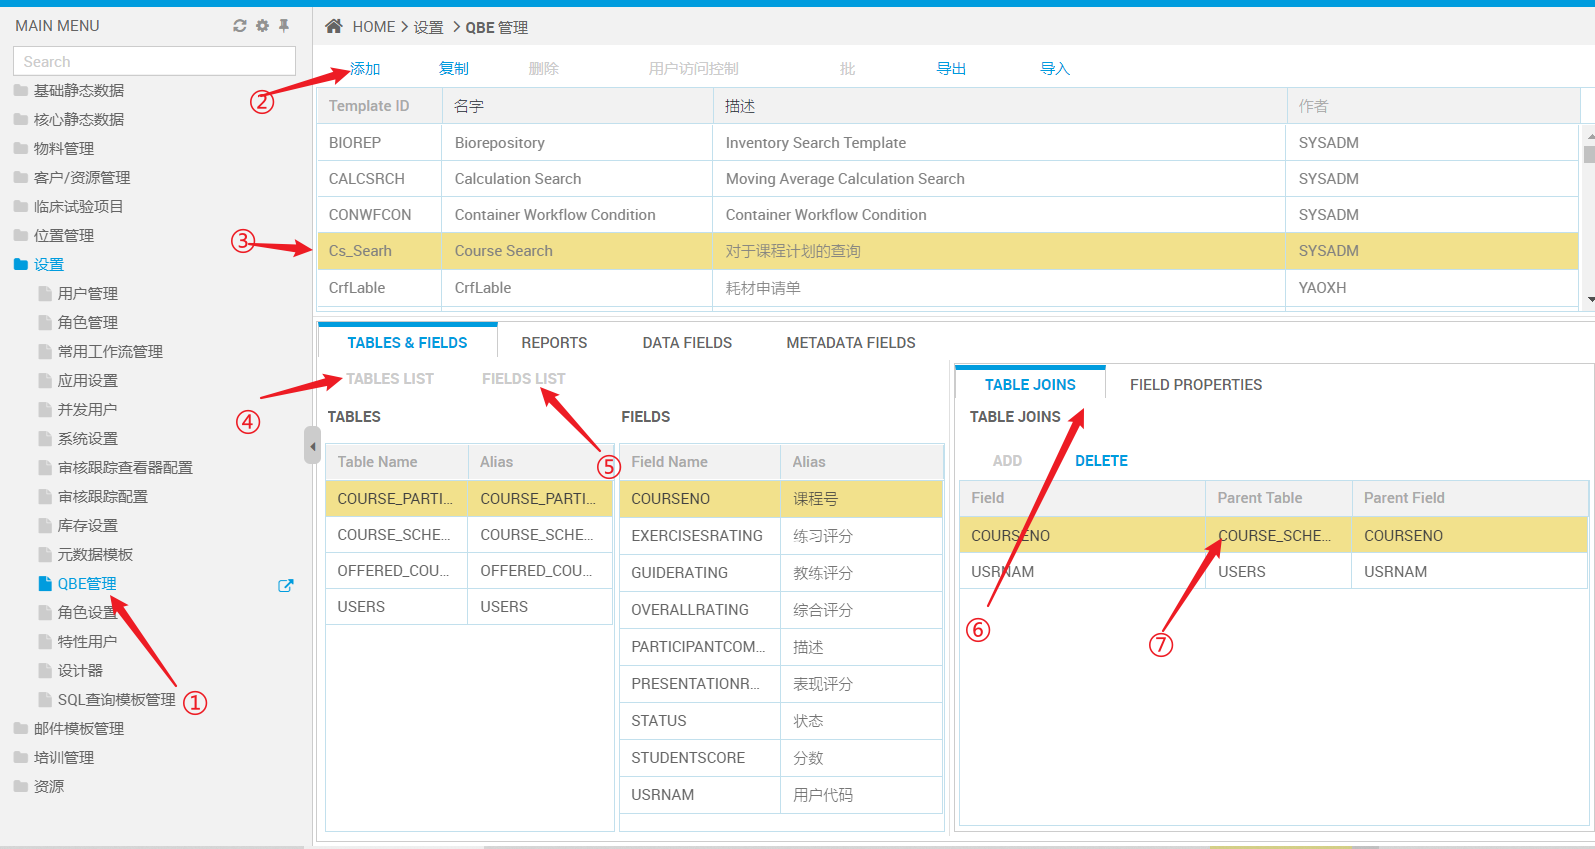 MAIN MENU
Search
基础静态数据
核心静态数据
物料管理
客户/资源管理
临床试验项目
位置管理
设置
用户管理
角色管理
常用工作流管理
应用设置
并发用户
系统设置
审核跟踪查看器配置
审核跟踪配置
库存设置
元数据模板
QBE管理
角色设置
特性用户
设计器
SQL查询模板管理
邮件模板管理
培训管理
资源
①
HOME > 设置 > QBE 管理
添加 复制 删除 用户访问控制 批 导出 导入
②
Template ID 名字 描述 作者
BIOREP Biorepository Inventory Search Template SYSADM
CALCSRCH Calculation Search Moving Average Calculation Search SYSADM
CONWFCON Container Workflow Condition Container Workflow Condition SYSADM
③
Cs_Searh Course Search 对于课程计划的查询 SYSADM
CrfLable CrfLable 耗材申请单 YAOXH
TABLES & FIELDS REPORTS DATA FIELDS METADATA FIELDS
TABLES LIST FIELDS LIST
④
⑤
TABLES
Table Name Alias
COURSE_PARTI... COURSE_PARTI...
COURSE_SCHE... COURSE_SCHE...
OFFERED_COU... OFFERED_COU...
USERS USERS
FIELDS
Field Name Alias
COURSENO 课程号
EXERCISESRATING 练习评分
GUIDERATING 教练评分
OVERALLRATING 综合评分
PARTICIPANTCOM... 描述
PRESENTATIONR... 表现评分
STATUS 状态
STUDENTSCORE 分数
USRNAM 用户代码
TABLE JOINS FIELD PROPERTIES
TABLE JOINS
ADD DELETE
Field Parent Table Parent Field
COURSENO COURSE_SCHE... COURSENO
USRNAM USERS USRNAM
⑥
⑦